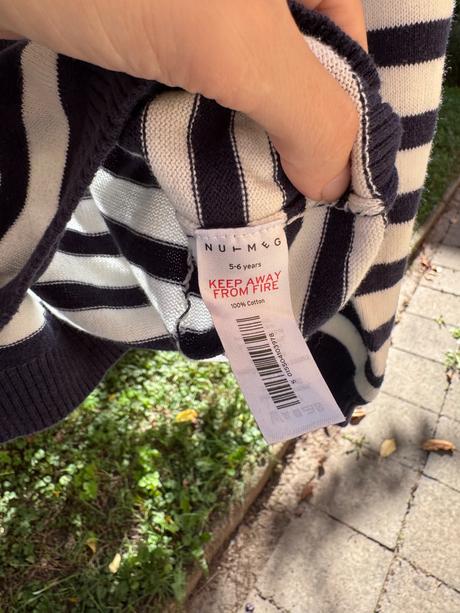 NUTMEG
5-6 years
KEEP AWAY
FROM FIRE
100% Cotton